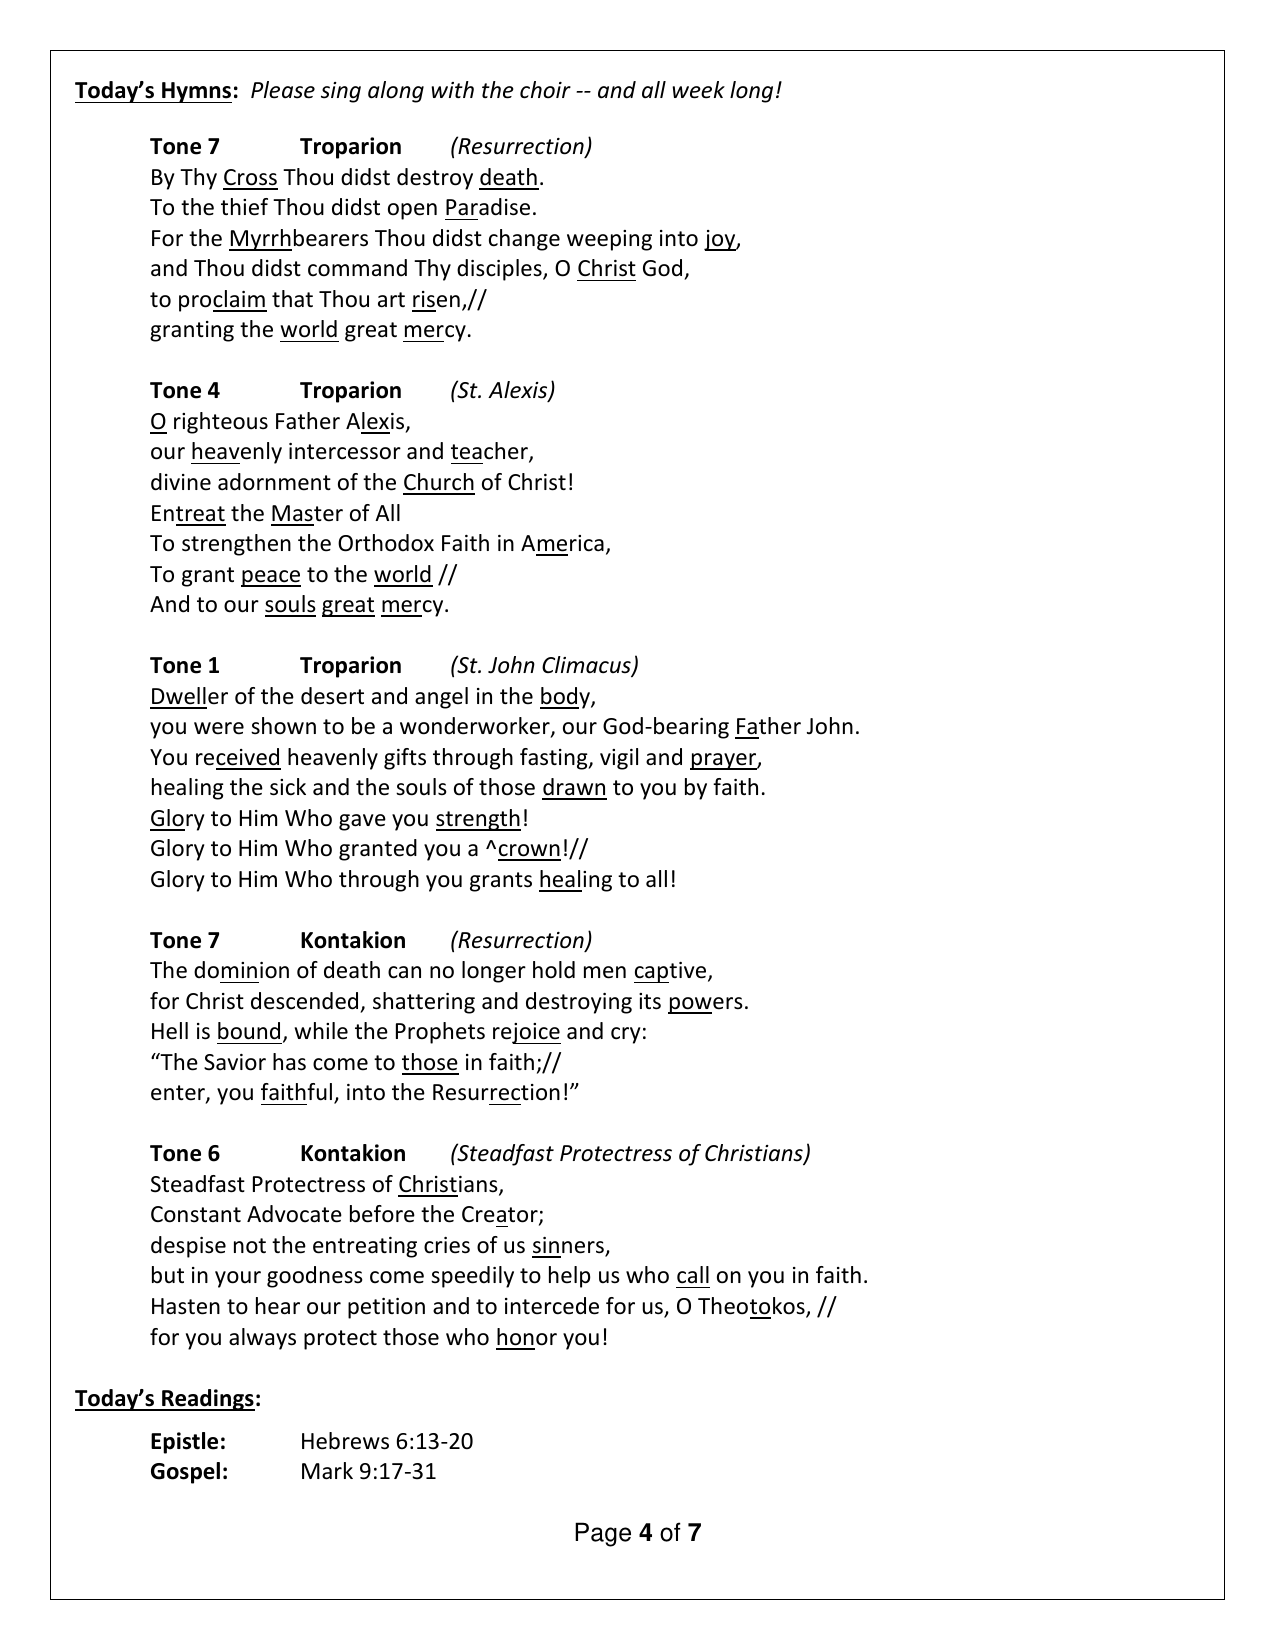 Today’s Hymns: Please sing along with the choir -- and all week long!
Tone 7 Troparion (Resurrection)
By Thy Cross Thou didst destroy death.
To the thief Thou didst open Paradise.
For the Myrrhbearers Thou didst change weeping into joy,
and Thou didst command Thy disciples, O Christ God,
to proclaim that Thou art risen,//
granting the world great mercy.
Tone 4 Troparion (St. Alexis)
O righteous Father Alexis,
our heavenly intercessor and teacher,
divine adornment of the Church of Christ!
Entreat the Master of All
To strengthen the Orthodox Faith in America,
To grant peace to the world //
And to our souls great mercy.
Tone 1 Troparion (St. John Climacus)
Dweller of the desert and angel in the body,
you were shown to be a wonderworker, our God-bearing Father John.
You received heavenly gifts through fasting, vigil and prayer,
healing the sick and the souls of those drawn to you by faith.
Glory to Him Who gave you strength!
Glory to Him Who granted you a ^crown!//
Glory to Him Who through you grants healing to all!
Tone 7 Kontakion (Resurrection)
The dominion of death can no longer hold men captive,
for Christ descended, shattering and destroying its powers.
Hell is bound, while the Prophets rejoice and cry:
“The Savior has come to those in faith;//
enter, you faithful, into the Resurrection!”
Tone 6 Kontakion (Steadfast Protectress of Christians)
Steadfast Protectress of Christians,
Constant Advocate before the Creator;
despise not the entreating cries of us sinners,
but in your goodness come speedily to help us who call on you in faith.
Hasten to hear our petition and to intercede for us, O Theotokos, //
for you always protect those who honor you!
Today’s Readings:
Epistle: Hebrews 6:13-20
Gospel: Mark 9:17-31
Page 4 of 7